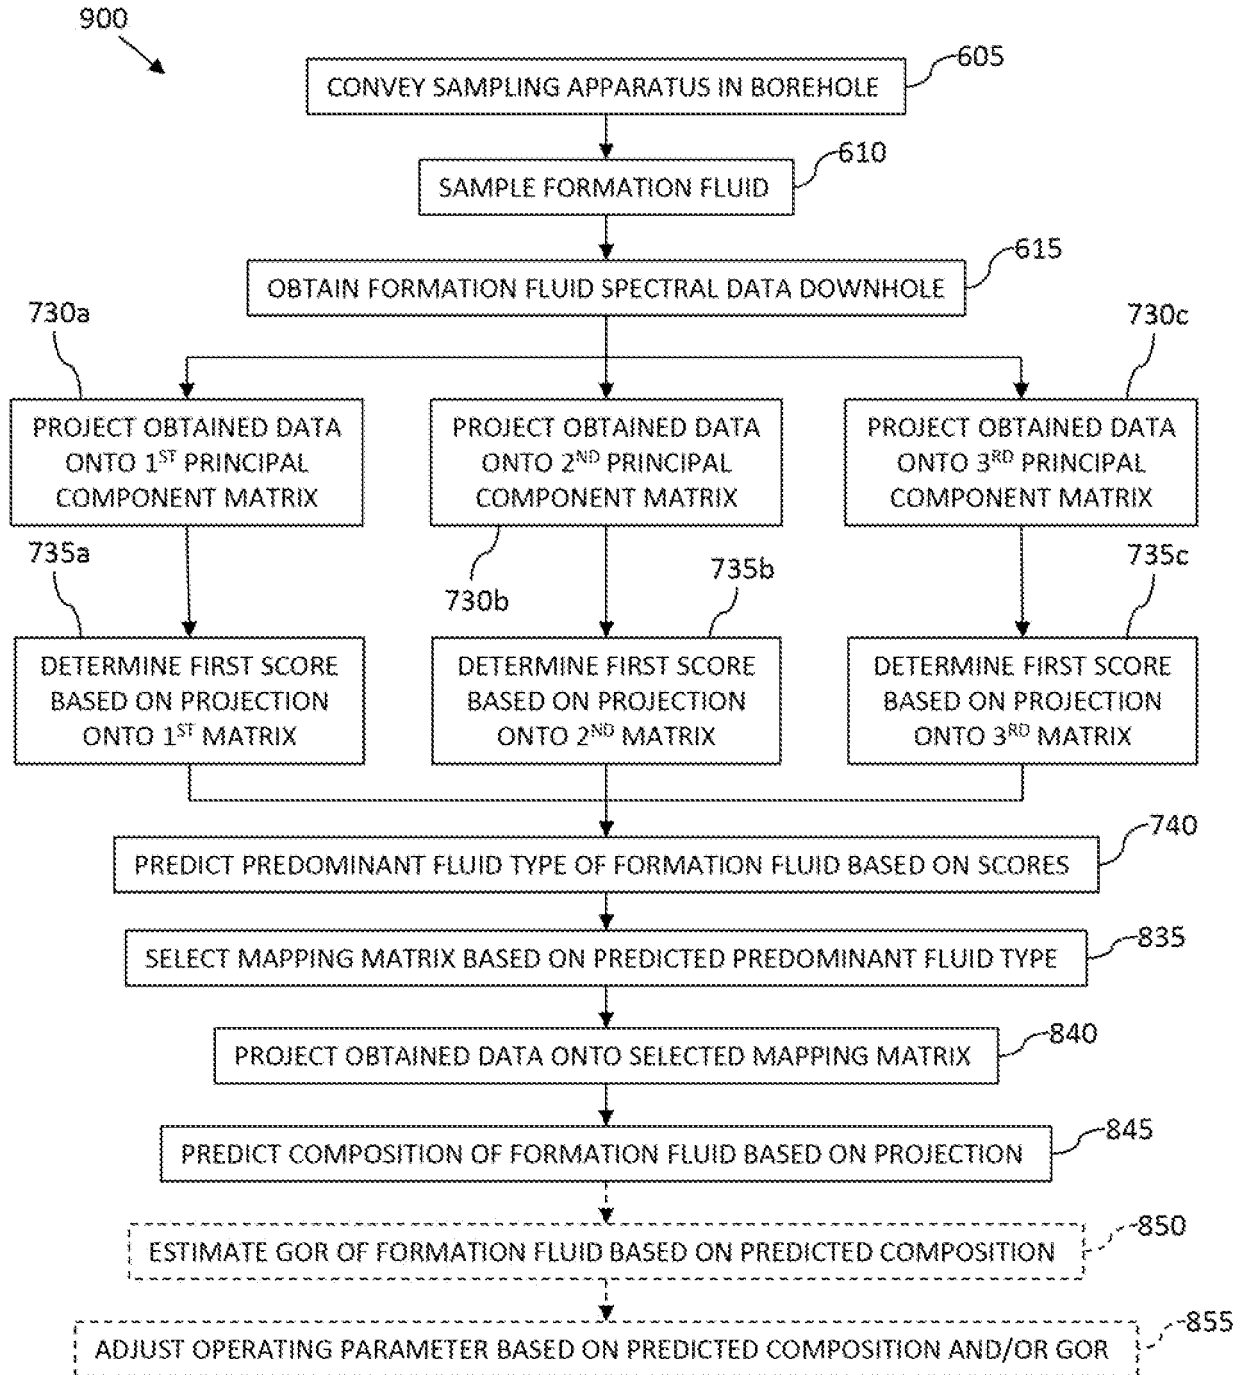 900
605
CONVEY SAMPLING APPARATUS IN BOREHOLE
610
SAMPLE FORMATION FLUID
615
OBTAIN FORMATION FLUID SPECTRAL DATA DOWNHOLE
730a
730c
PROJECT OBTAINED DATA
ONTO 1ST PRINCIPAL
COMPONENT MATRIX
PROJECT OBTAINED DATA
ONTO 2ND PRINCIPAL
COMPONENT MATRIX
PROJECT OBTAINED DATA
ONTO 3RD PRINCIPAL
COMPONENT MATRIX
735a
730b
735b
735c
DETERMINE FIRST SCORE
BASED ON PROJECTION
ONTO 1ST MATRIX
DETERMINE FIRST SCORE
BASED ON PROJECTION
ONTO 2ND MATRIX
DETERMINE FIRST SCORE
BASED ON PROJECTION
ONTO 3RD MATRIX
740
PREDICT PREDOMINANT FLUID TYPE OF FORMATION FLUID BASED ON SCORES
835
SELECT MAPPING MATRIX BASED ON PREDICTED PREDOMINANT FLUID TYPE
840
PROJECT OBTAINED DATA ONTO SELECTED MAPPING MATRIX
845
PREDICT COMPOSITION OF FORMATION FLUID BASED ON PROJECTION
850
ESTIMATE GOR OF FORMATION FLUID BASED ON PREDICTED COMPOSITION
855
ADJUST OPERATING PARAMETER BASED ON PREDICTED COMPOSITION AND/OR GOR